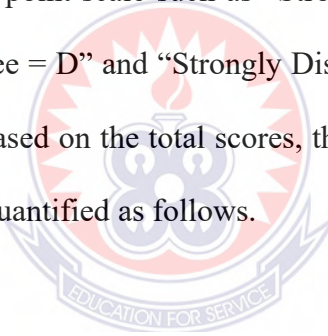 point scale such as “Stro
ee = D” and “Strongly Dis
ased on the total scores, th
uantified as follows.
EDUCATION FOR SERVICE